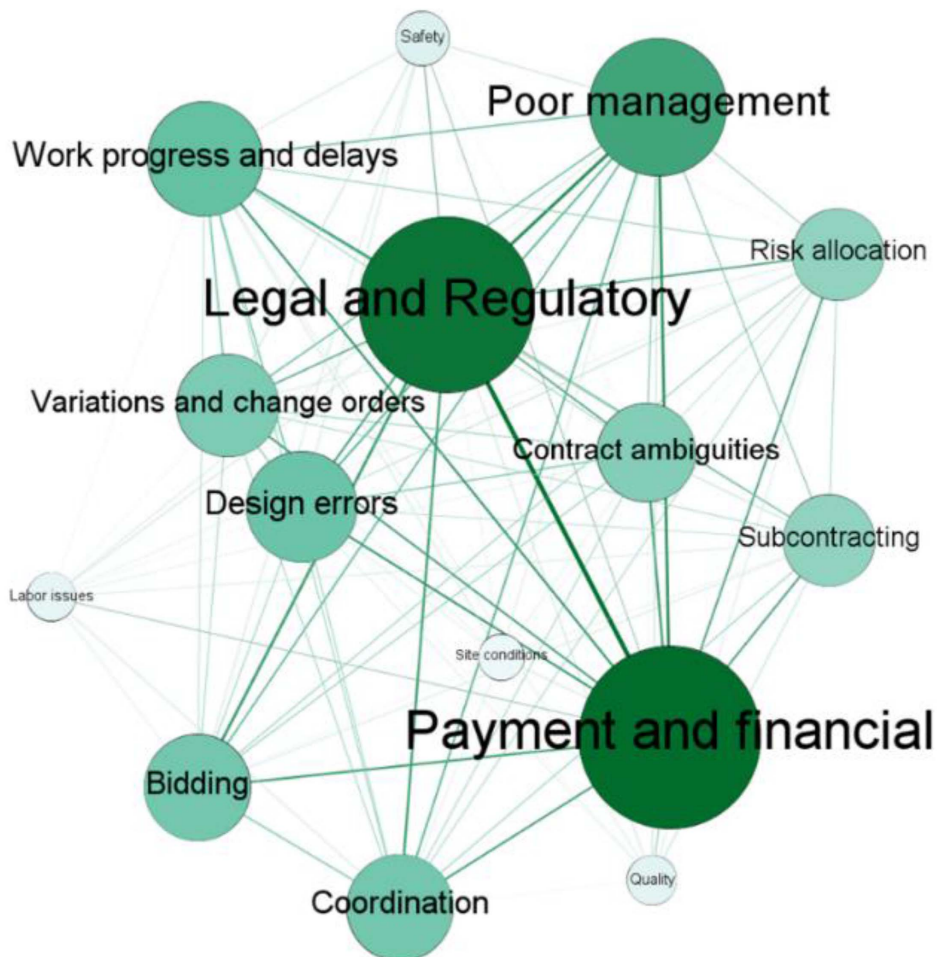 Safety
Poor management
Work progress and delays
Risk allocation
Legal and Regulatory
Variations and change orders
Contract ambiguities
Design errors
Subcontracting
Labor issues
Site conditions
Payment and financial
Bidding
Quality
Coordination